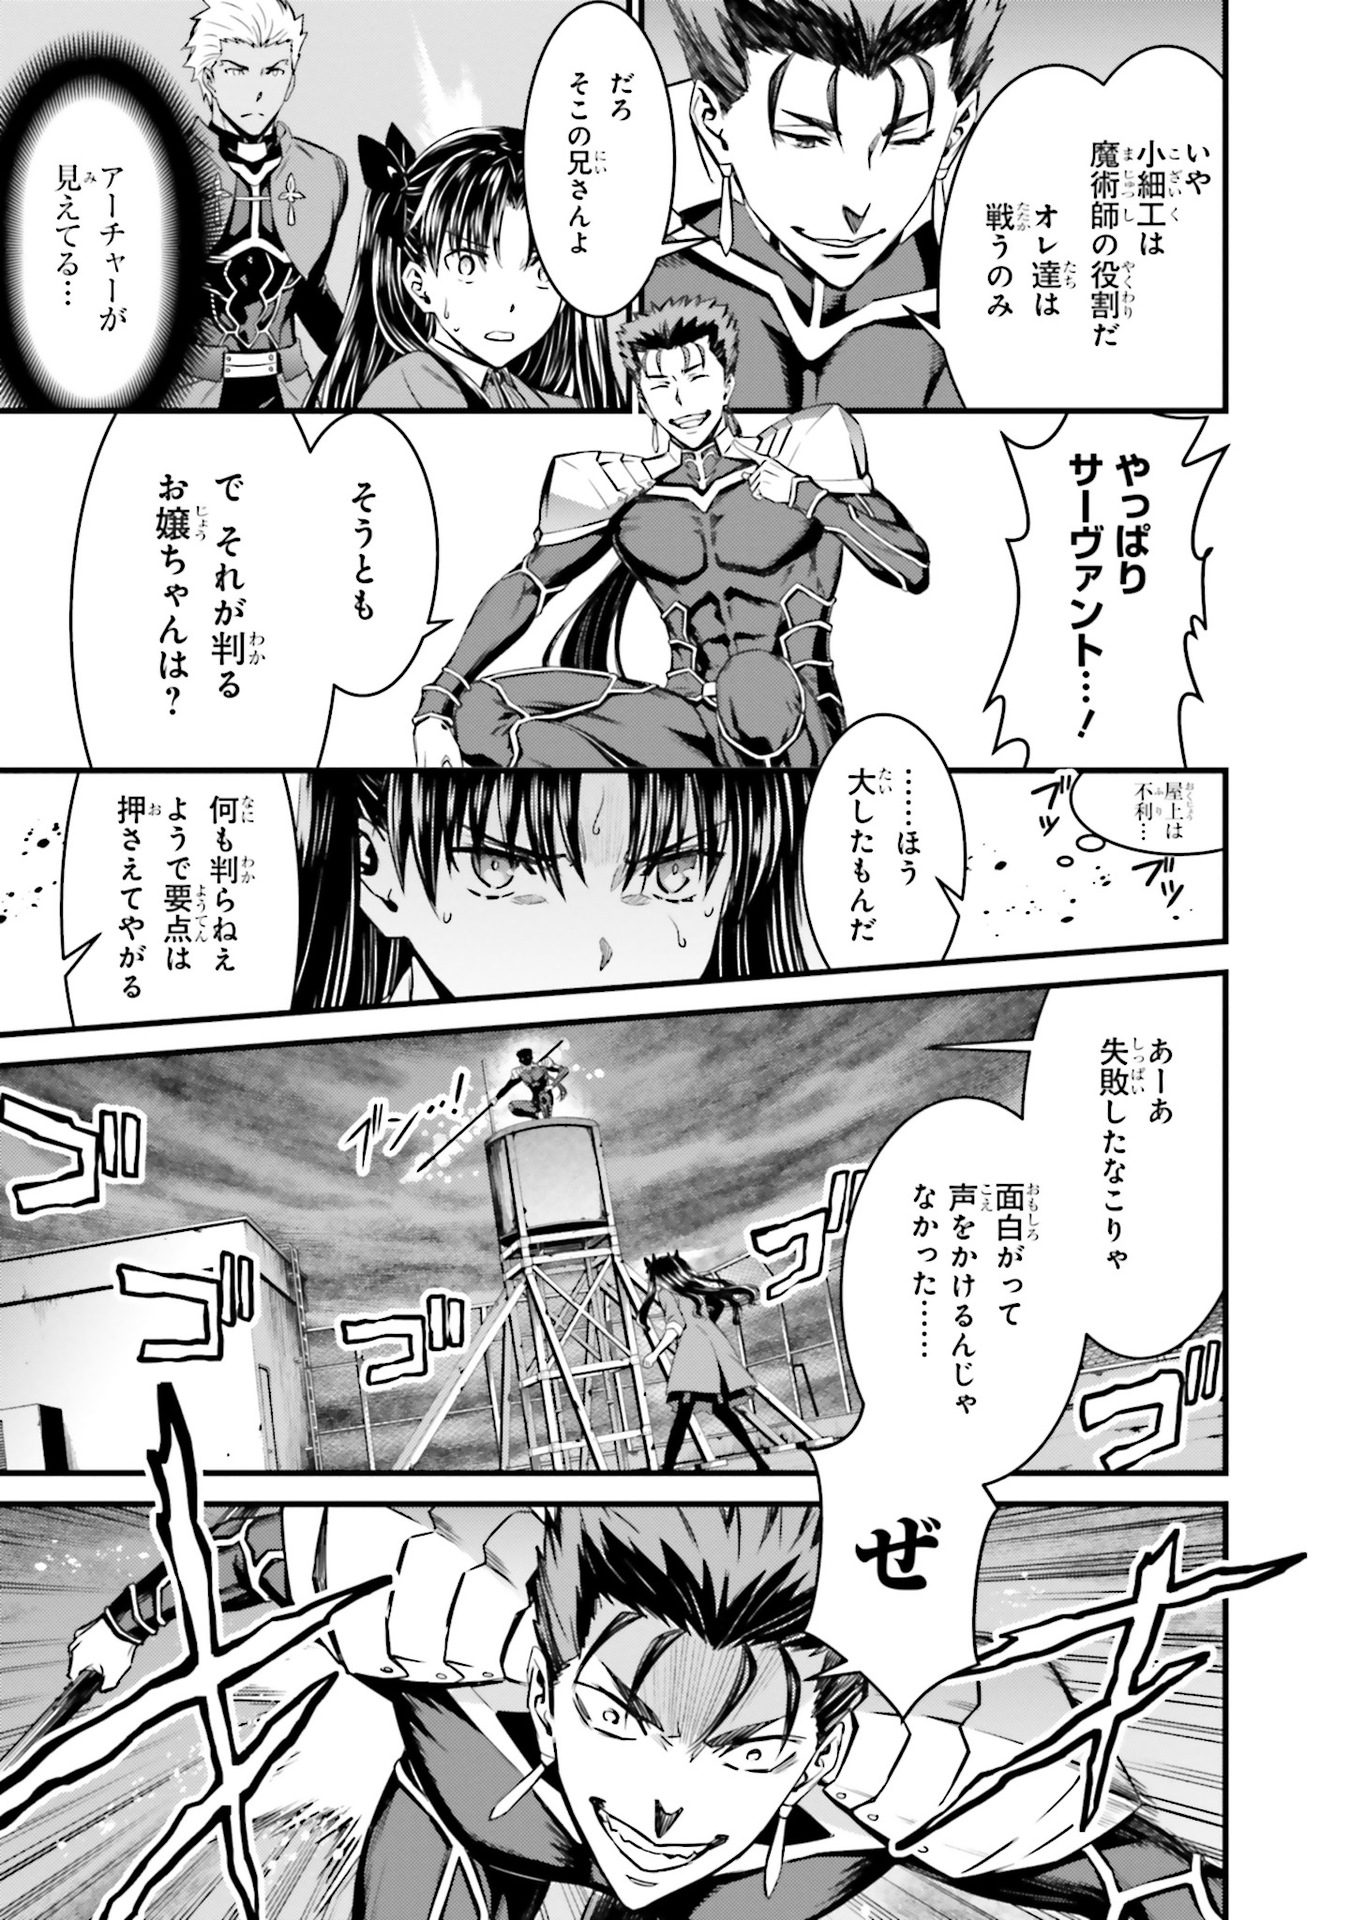 いや
小細工は
魔術師の役割だ
オレ達は
戦うのみ
だろ
そこの兄さんよ
アーチャーが
見えてる…
やっぱり
サーヴァント…!
そうとも
で それが判る
お嬢ちゃんは?
屋上は
不利…
……ほう
大したもんだ
何も判らねえ
ようで要点は
押さえてやがる
あーあ
失敗したなこりゃ
面白がって
声をかけるんじゃ
なかった……
ぜ
ゴ
ゴ
ゴ
ゴ
ゴ